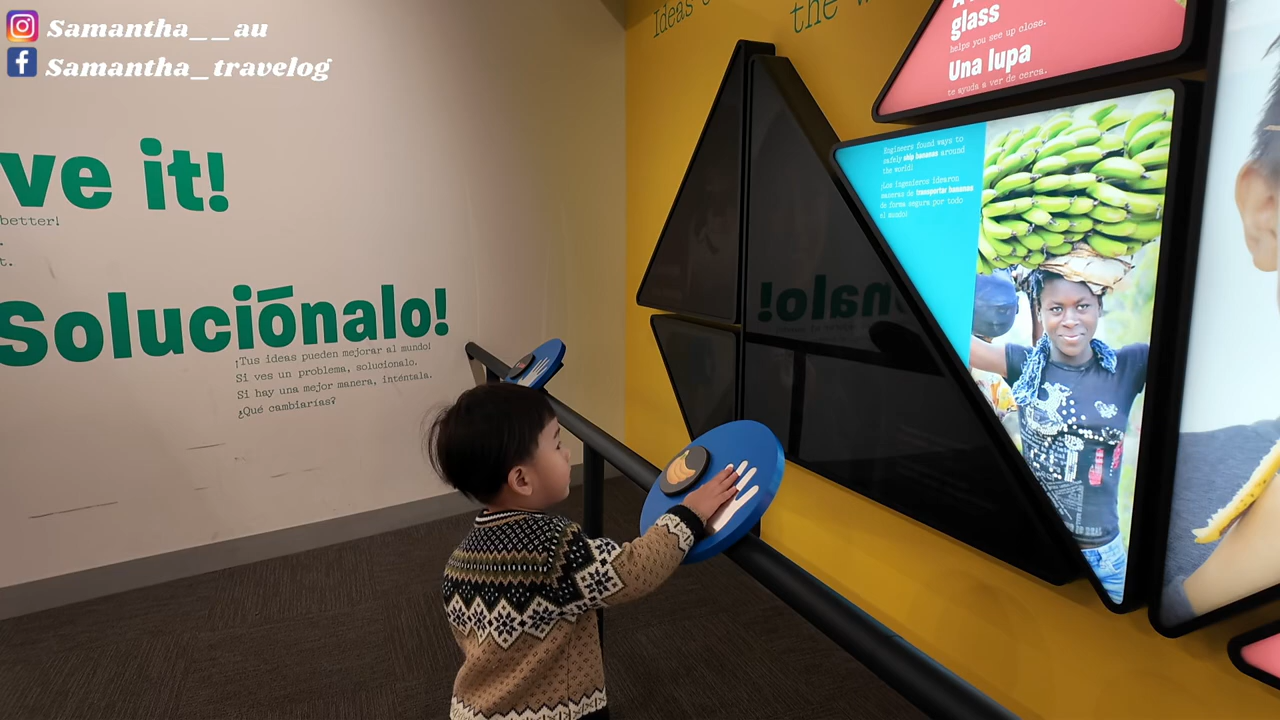 Samantha__au
Samantha_travelog
ve it!
better!
t.
Soluciōnalo!
¡Tus ideas pueden mejorar al mundo!
Si ves un problema, soluciónalo.
Si hay una mejor manera, inténtala.
¿Qué cambiarías?
Ideas
the w
glass
helps you see up close.
Una lupa
te ayuda a ver de cerca.
Engineers found ways to
safely ship bananas around
the world!
¡Los ingenieros idearon
maneras de transportar bananas
de forma segura por todo
el mundo!